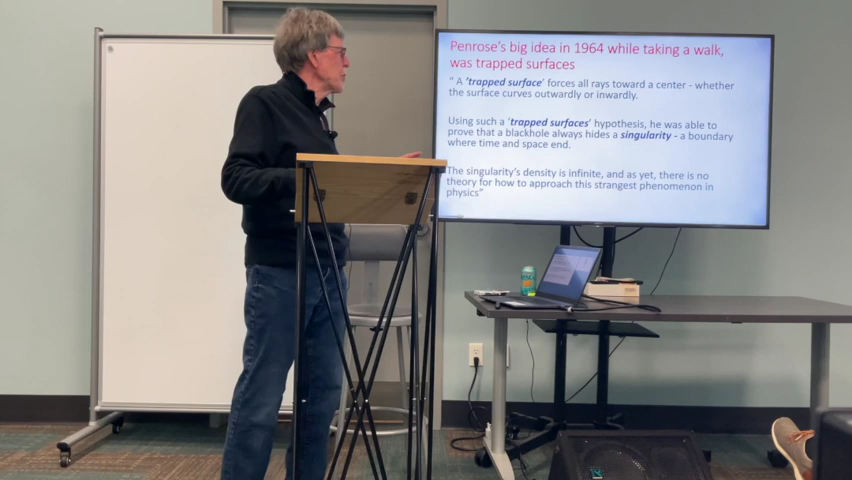 Penrose's big idea in 1964 while taking a walk,
was trapped surfaces
" A 'trapped surface' forces all rays toward a center - whether
the surface curves outwardly or inwardly.
Using such a 'trapped surfaces' hypothesis, he was able to
prove that a blackhole always hides a singularity - a boundary
where time and space end.
The singularity's density is infinite, and as yet, there is no
theory for how to approach this strangest phenomenon in
physics"